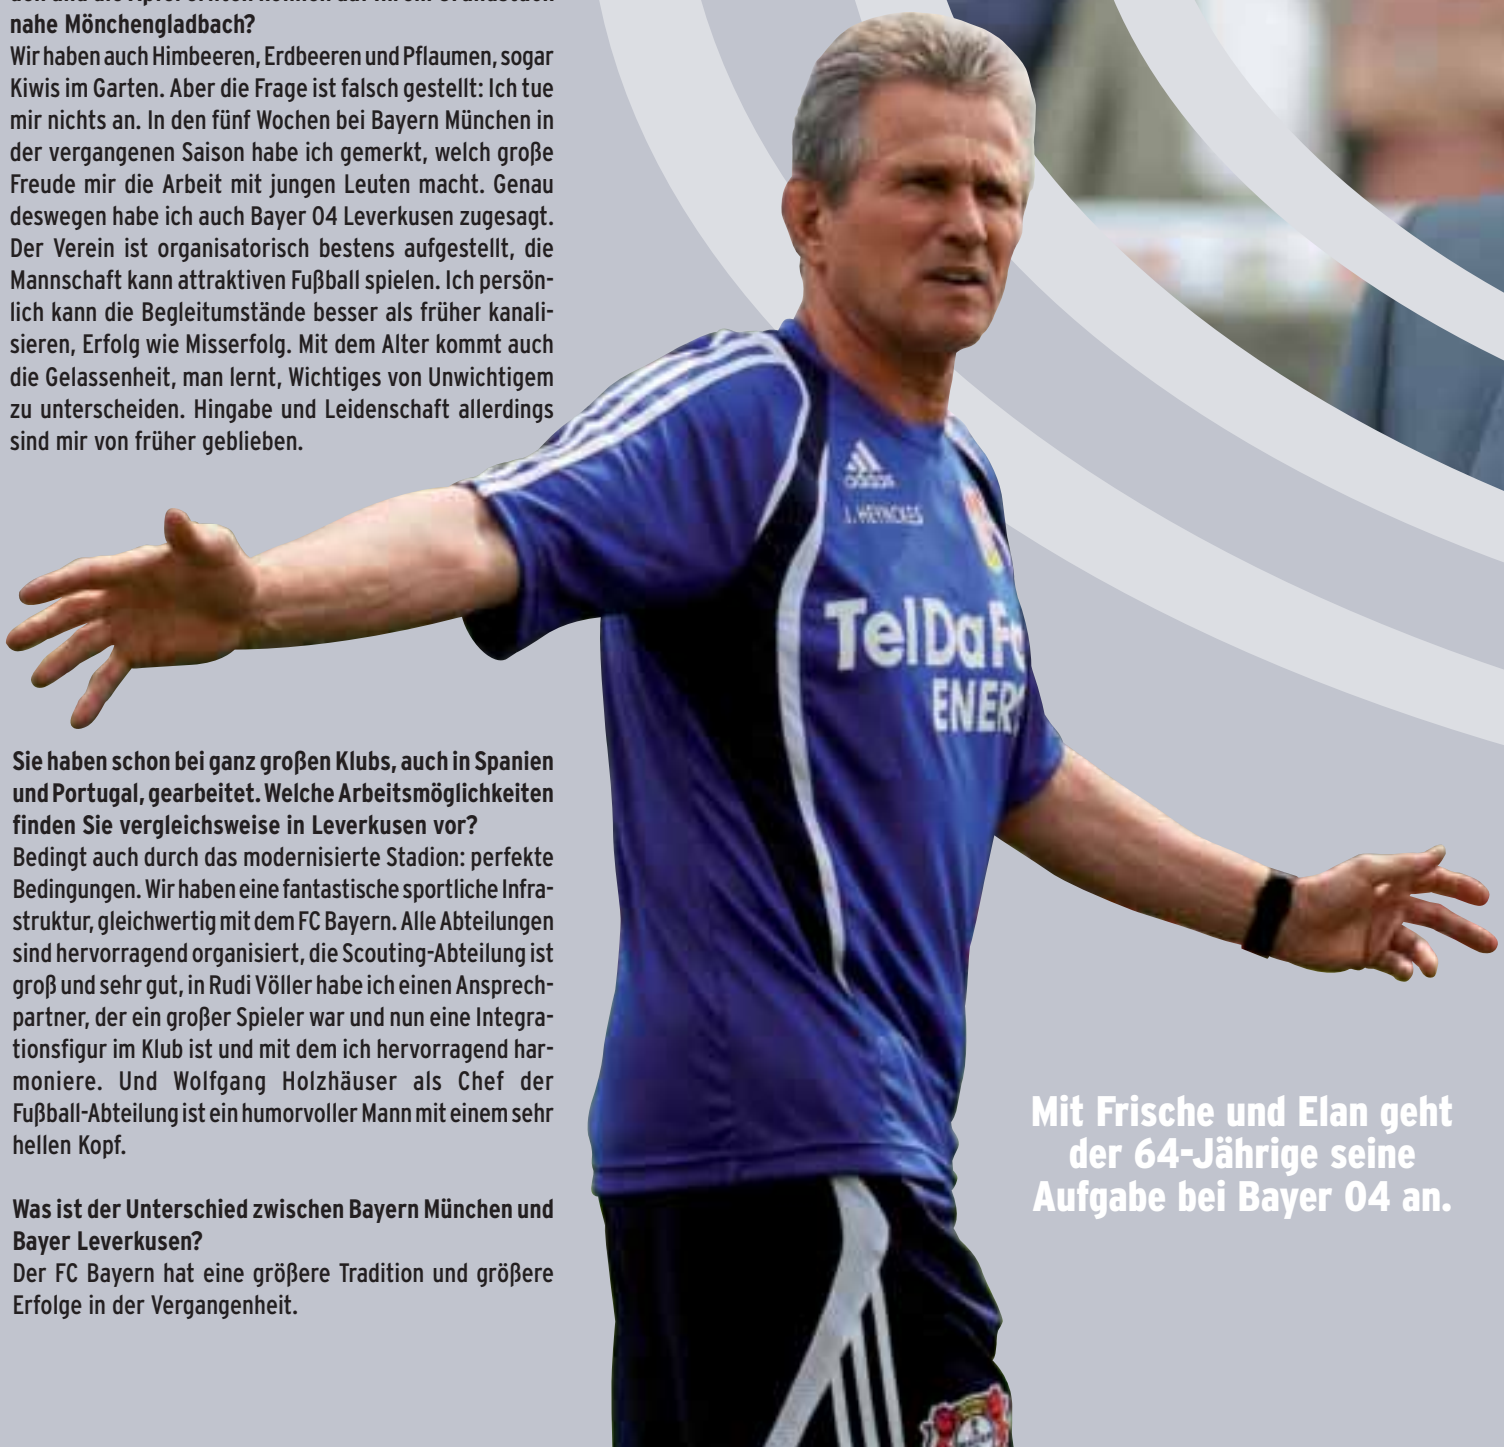 nahe Mönchengladbach?
Wir haben auch Himbeeren, Erdbeeren und Pflaumen, sogar
Kiwis im Garten. Aber die Frage ist falsch gestellt: Ich tue
mir nichts an. In den fünf Wochen bei Bayern München in
der vergangenen Saison habe ich gemerkt, welch große
Freude mir die Arbeit mit jungen Leuten macht. Genau
deswegen habe ich auch Bayer 04 Leverkusen zugesagt.
Der Verein ist organisatorisch bestens aufgestellt, die
Mannschaft kann attraktiven Fußball spielen. Ich persön-
lich kann die Begleitumstände besser als früher kanali-
sieren, Erfolg wie Misserfolg. Mit dem Alter kommt auch
die Gelassenheit, man lernt, Wichtiges von Unwichtigem
zu unterscheiden. Hingabe und Leidenschaft allerdings
sind mir von früher geblieben.
Sie haben schon bei ganz großen Klubs, auch in Spanien
und Portugal, gearbeitet. Welche Arbeitsmöglichkeiten
finden Sie vergleichsweise in Leverkusen vor?
Bedingt auch durch das modernisierte Stadion: perfekte
Bedingungen. Wir haben eine fantastische sportliche Infra-
struktur, gleichwertig mit dem FC Bayern. Alle Abteilungen
sind hervorragend organisiert, die Scouting-Abteilung ist
groß und sehr gut, in Rudi Völler habe ich einen Ansprech-
partner, der ein großer Spieler war und nun eine Integra-
tionsfigur im Klub ist und mit dem ich hervorragend har-
moniere. Und Wolfgang Holzhäuser als Chef der
Fußball-Abteilung ist ein humorvoller Mann mit einem sehr
hellen Kopf.
Was ist der Unterschied zwischen Bayern München und
Bayer Leverkusen?
Der FC Bayern hat eine größere Tradition und größere
Erfolge in der Vergangenheit.
adidas
J. HEYNCKES
TelDaFa
ENERG
Mit Frische und Elan geht
der 64-Jährige seine
Aufgabe bei Bayer 04 an.